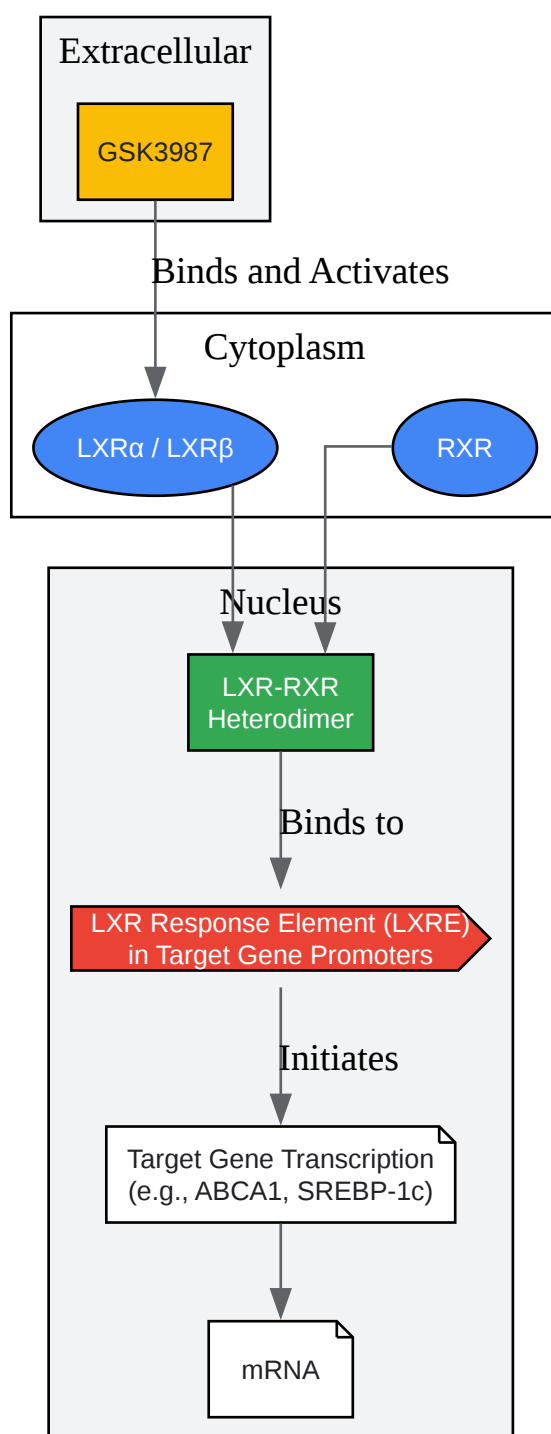 Extracellular
GSK3987
Binds and Activates
Cytoplasm
LXRα / LXRβ
RXR
Nucleus
LXR-RXR
Heterodimer
Binds to
LXR Response Element (LXRE)
in Target Gene Promoters
Initiates
Target Gene Transcription
(e.g., ABCA1, SREBP-1c)
mRNA